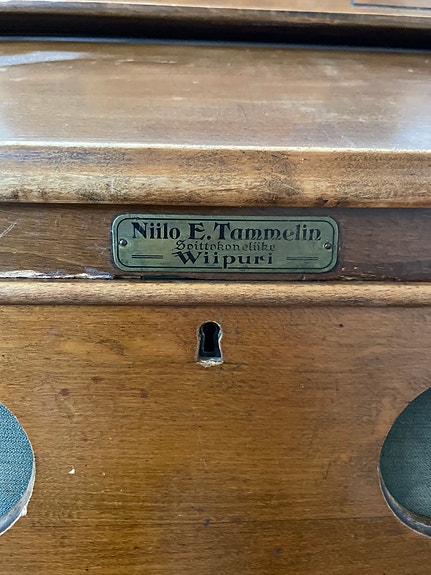 Niilo E. Tammelin
Soittokoneliike
Wiipuri